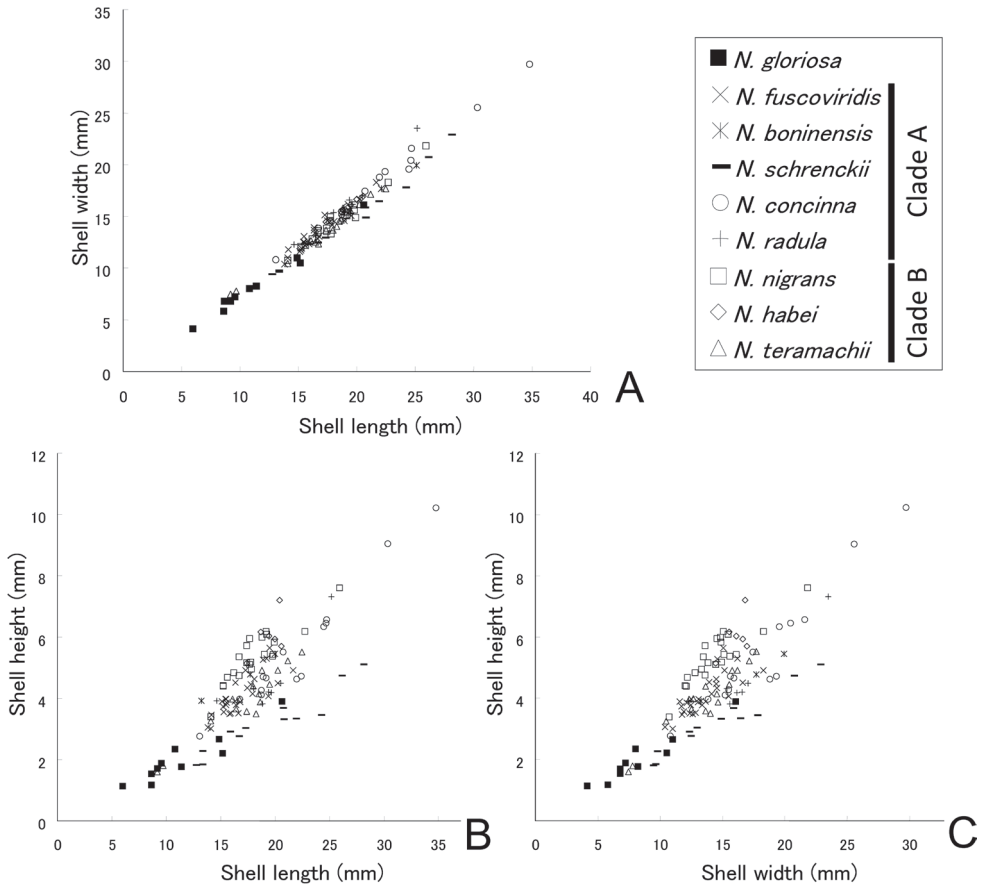 35
30
25
20
15
10
5
0
Shell width (mm)
0 5 10 15 20 25 30 35 40
Shell length (mm)
A
N. gloriosa
N. fuscoviridis
N. boninensis
N. schrenckii
N. concinna
N. radula
N. nigrans
N. habei
N. teramachii
Clade A
Clade B
12
10
8
6
4
2
0
Shell height (mm)
0 5 10 15 20 25 30 35
Shell length (mm)
B
12
10
8
6
4
2
0
Shell height (mm)
0 5 10 15 20 25 30
Shell width (mm)
C